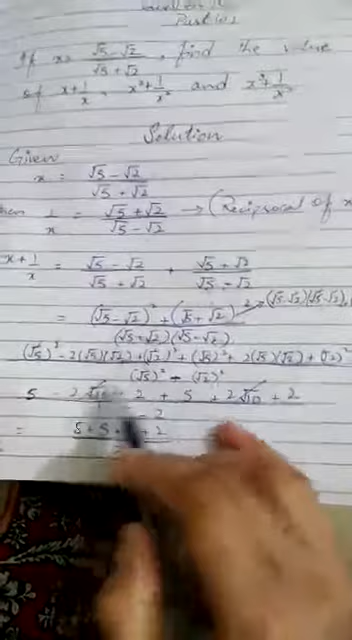 If x = (√5 - √2)/(√5 + √2), find the value
of x+1/x, x²+1/x² and x³+1/x³
Solution
Given
x = (√5 - √2)/(√5 + √2)
1/x = (√5 + √2)/(√5 - √2) → (Reciprocal of x
x+1/x = (√5 - √2)/(√5 + √2) + (√5 + √2)/(√5 - √2)
= ((√5 - √2)² + (√5 + √2)²)/((√5 + √2)(√5 - √2)) → (√5 - √2)(√5 - √2)
((√5)² - 2(√5)(√2) + (√2)² + (√5)² + 2(√5)(√2) + (√2)²)/((√5)² - (√2)²)
5 - 2√10 + 2 + 5 + 2√10 + 2
- 2
= 5 + 5 + 2